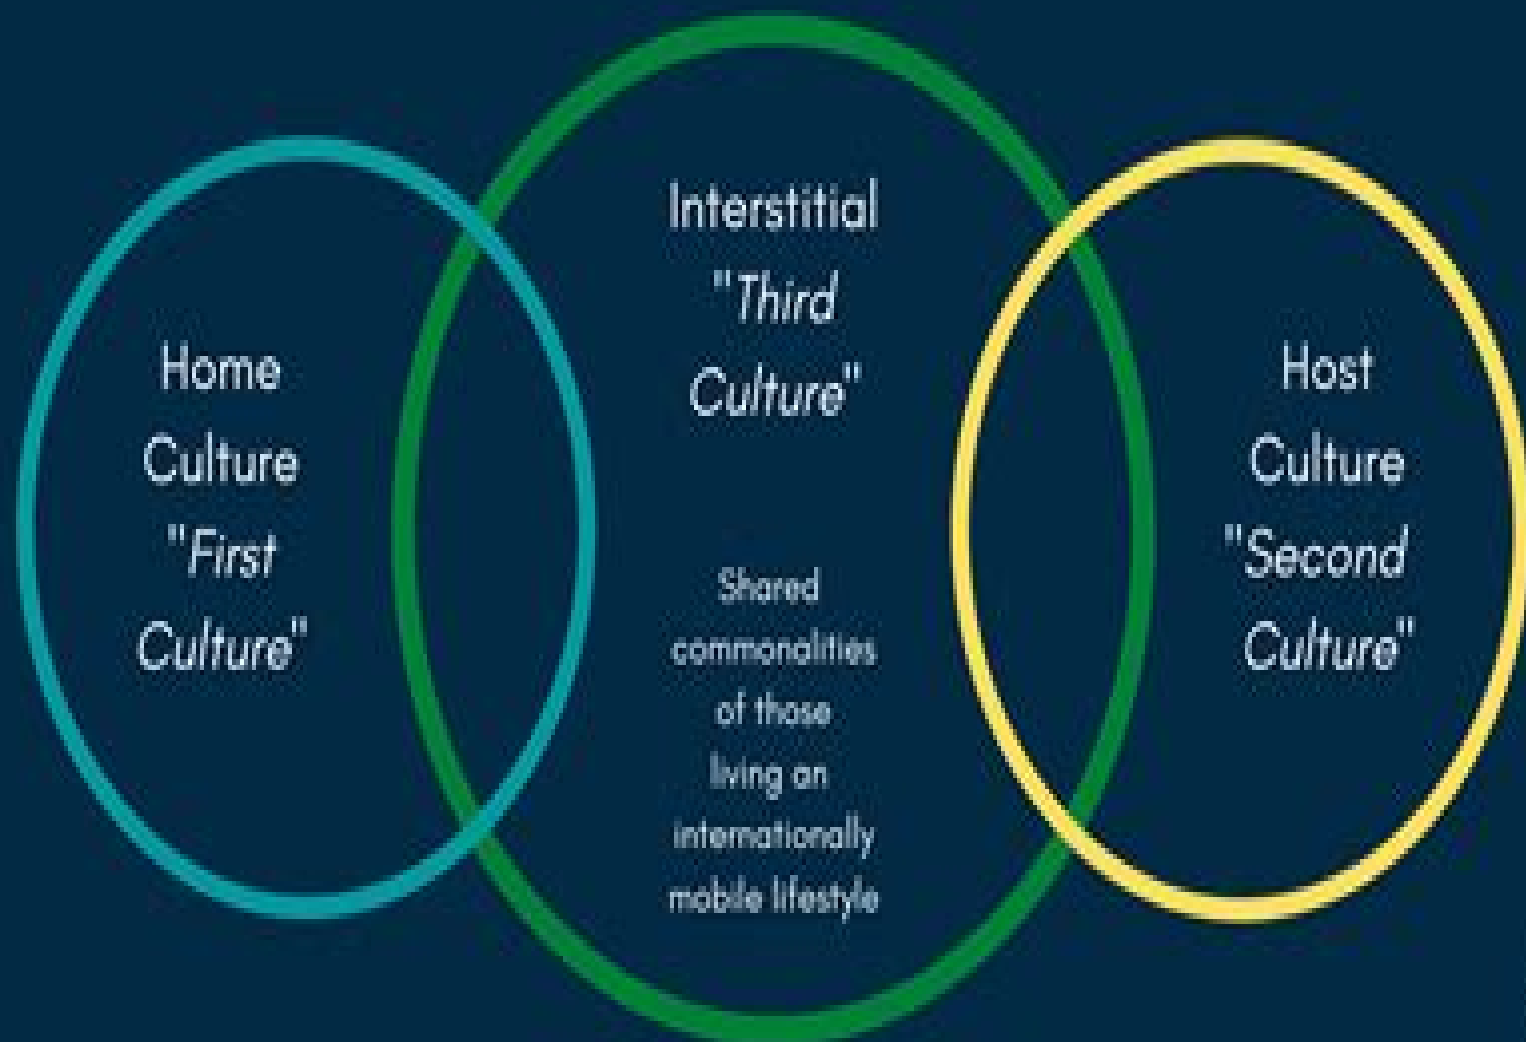 Home
Culture
"First
Culture"
Interstitial
"Third
Culture"
Shared
commonalities
of those
living an
internationally
mobile lifestyle
Host
Culture
"Second
Culture"